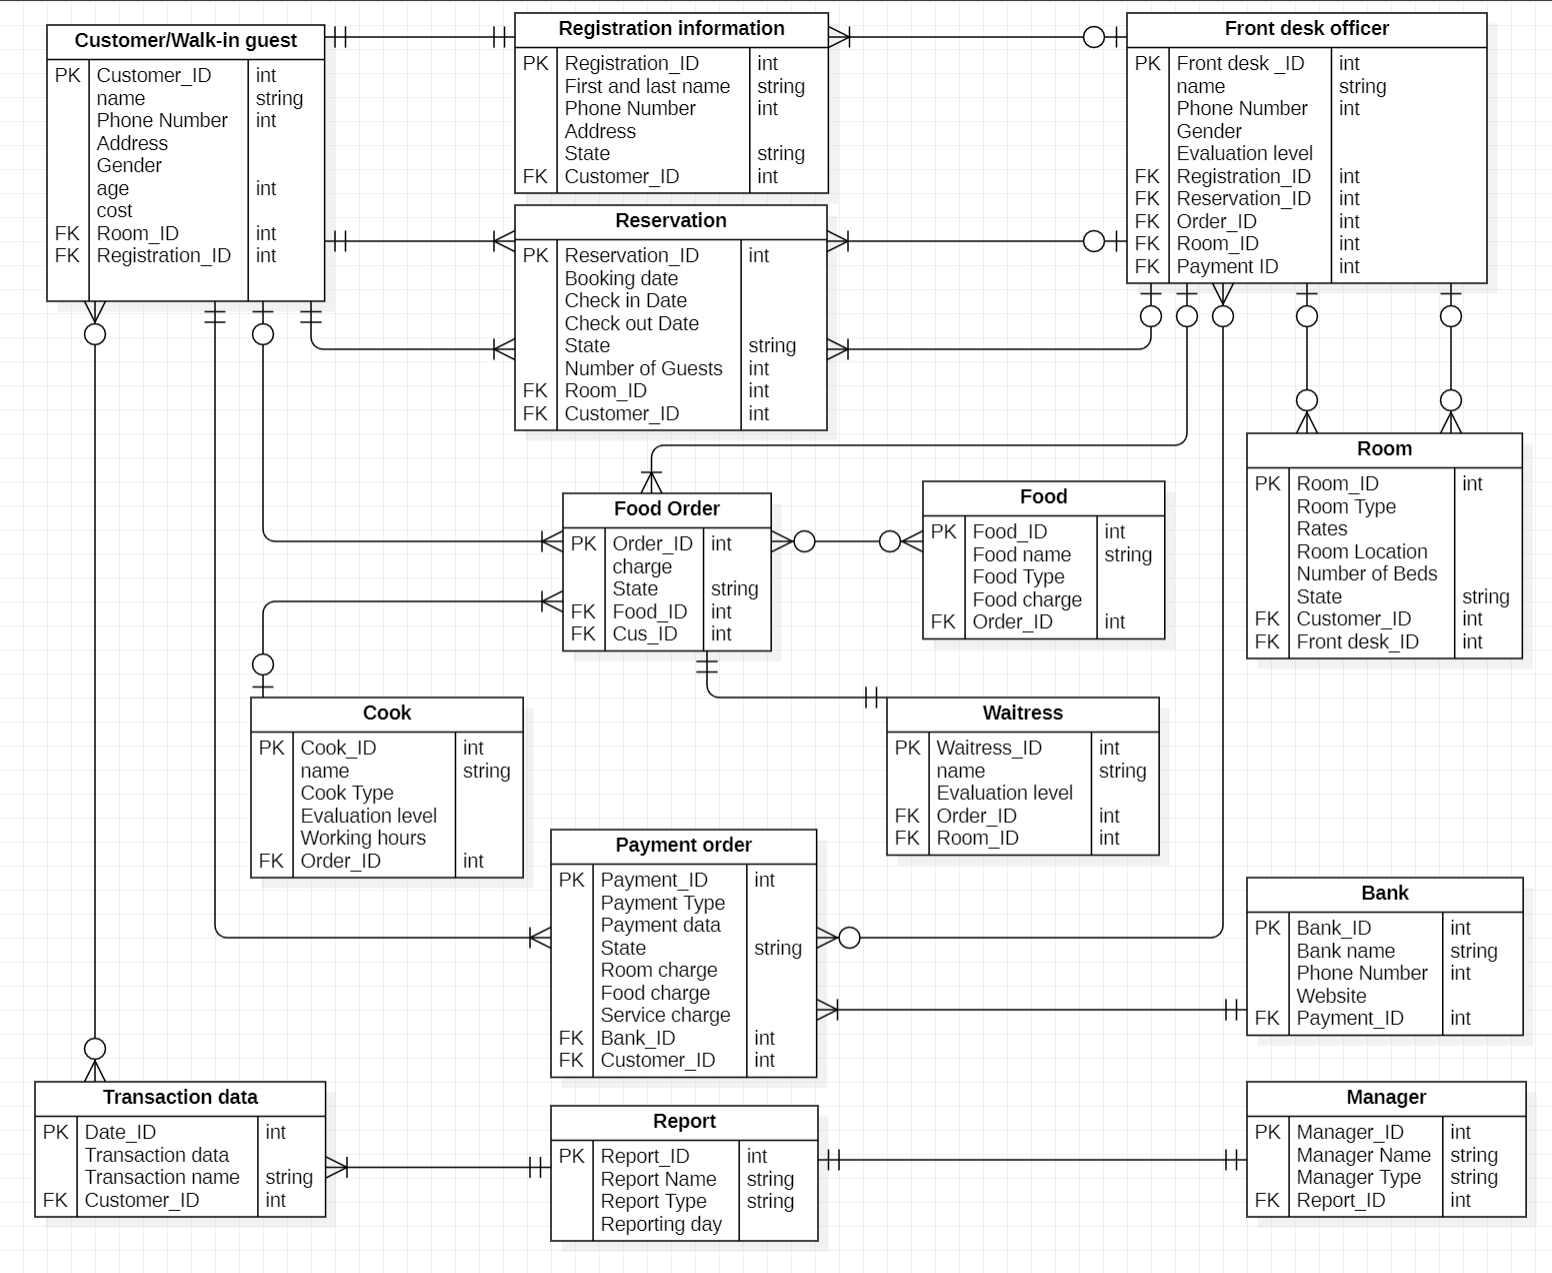 Customer/Walk-in guest
PK Customer_ID int
name string
Phone Number int
Address
Gender
age int
cost
FK Room_ID int
FK Registration_ID int
Registration information
PK Registration_ID int
First and last name string
Phone Number int
Address
State string
FK Customer_ID int
Front desk officer
PK Front desk _ID int
name string
Phone Number int
Gender
Evaluation level
FK Registration_ID int
FK Reservation_ID int
FK Order_ID int
FK Room_ID int
FK Payment ID int
Reservation
PK Reservation_ID int
Booking date
Check in Date
Check out Date
State string
Number of Guests int
FK Room_ID int
FK Customer_ID int
Food Order
PK Order_ID int
charge
State string
FK Food_ID int
FK Cus_ID int
Food
PK Food_ID int
Food name string
Food Type
Food charge
FK Order_ID int
Room
PK Room_ID int
Room Type
Rates
Room Location
Number of Beds
State string
FK Customer_ID int
FK Front desk_ID int
Cook
PK Cook_ID int
name string
Cook Type
Evaluation level
Working hours
FK Order_ID int
Waitress
PK Waitress_ID int
name string
Evaluation level
FK Order_ID int
FK Room_ID int
Payment order
PK Payment_ID int
Payment Type
Payment data
State string
Room charge
Food charge
Service charge
FK Bank_ID int
FK Customer_ID int
Bank
PK Bank_ID int
Bank name string
Phone Number int
Website
FK Payment_ID int
Transaction data
PK Date_ID int
Transaction data
Transaction name string
FK Customer_ID int
Report
PK Report_ID int
Report Name string
Report Type string
Reporting day
Manager
PK Manager_ID int
Manager Name string
Manager Type string
FK Report_ID int